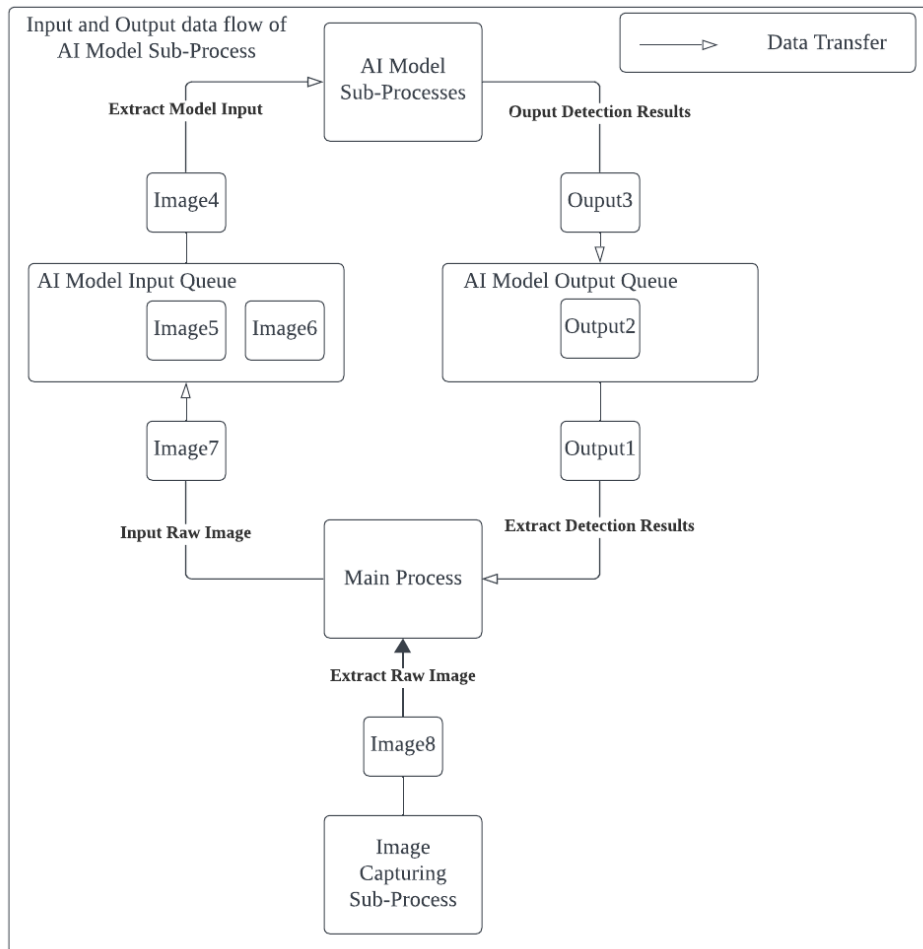 Input and Output data flow of
AI Model Sub-Process
Data Transfer
AI Model
Sub-Processes
Extract Model Input
Ouput Detection Results
Image4
Ouput3
AI Model Input Queue
Image5
Image6
AI Model Output Queue
Output2
Image7
Output1
Input Raw Image
Extract Detection Results
Main Process
Extract Raw Image
Image8
Image
Capturing
Sub-Process